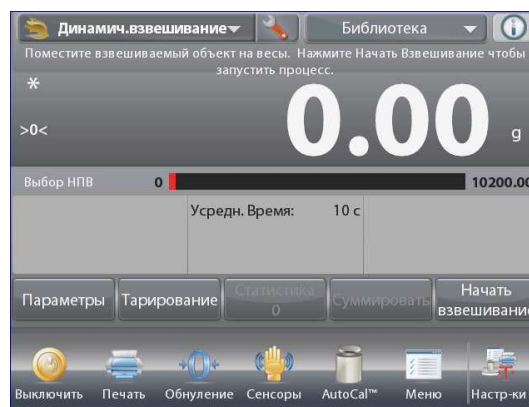 Динамич.взвешивание Библиотека
Поместите взвешиваемый объект на весы. Нажмите Начать Взвешивание чтобы
запустить процесс.
*
>0< 0.00 g
Выбор НПВ 0 10200.00
Усредн. Время: 10 с
Параметры Тарирование Статистика 0 Суммировать Начать взвешивание
Выключить Печать Обнуление Сенсоры AutoCal™ Меню Настр-ки